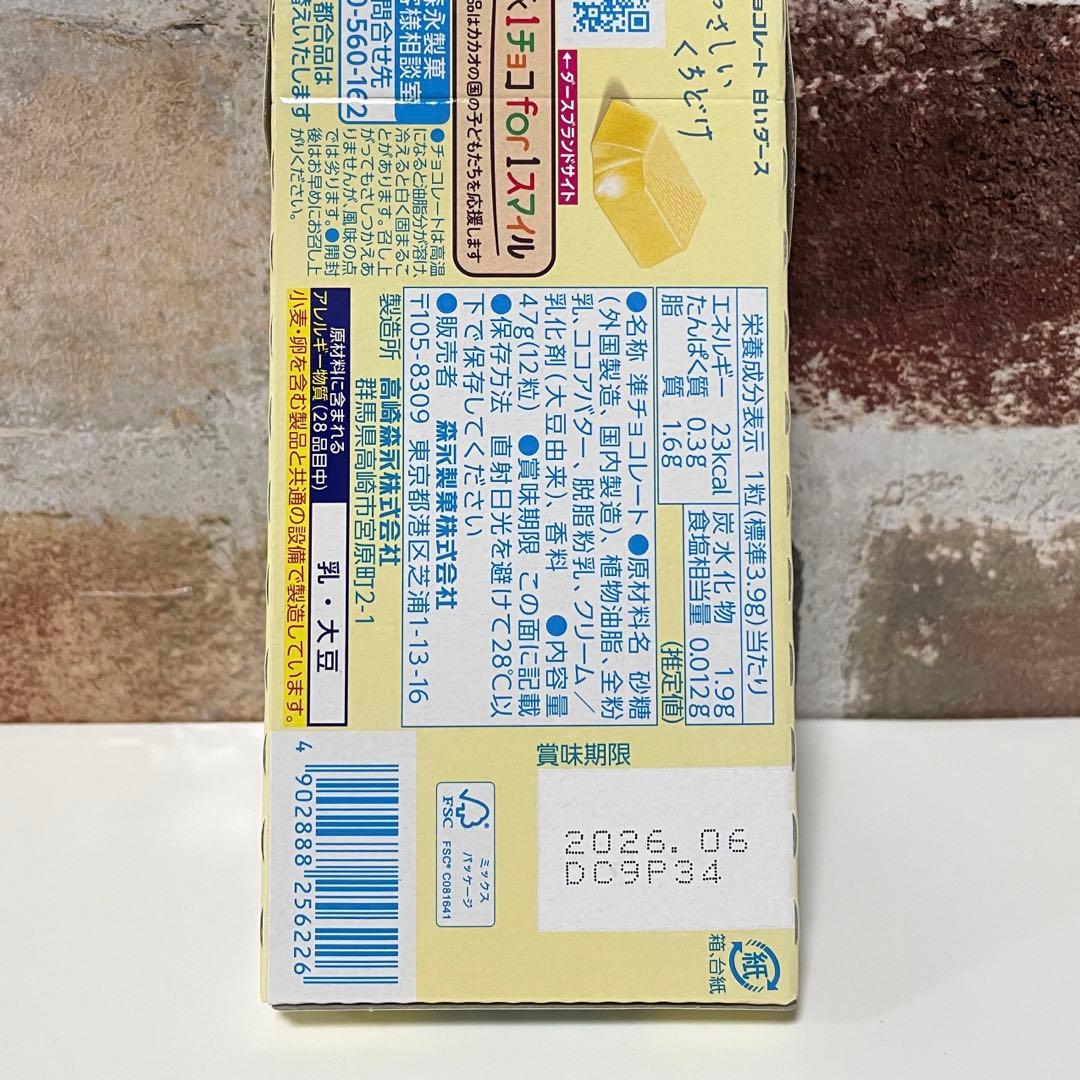 チョコレート 白いダース
さしい
くちどけ
←ダースブランドサイト
1チョコ for 1スマイル
品はカカオの国の子どもたちを応援します
森永製菓
客様相談室
問合せ先
0-560-162
都合品は
替えいたします
●チョコレートは高温
になると油脂分が溶け、
冷えると白く固まるこ
とがあります。召し上
がってもさしつかえあ
りませんが、風味の点
では劣ります。●開封
後はお早めにお召し上
がりください。
栄養成分表示 1粒(標準3.9g)当たり
エネルギー 23kcal 炭水化物 1.9g
たんぱく質 0.3g 食塩相当量 0.012g
脂質 1.6g
(推定値)
●名称 準チョコレート ●原材料名 砂糖
(外国製造、国内製造)、植物油脂、全粉
乳、ココアバター、脱脂粉乳、クリーム/
乳化剤(大豆由来)、香料 ●内容量
47g(12粒) ●賞味期限 この面に記載
●保存方法 直射日光を避けて28℃以
下で保存してください
●販売者 森永製菓株式会社
〒105-8309 東京都港区芝浦1-13-16
製造所 高崎森永株式会社
群馬県高崎市宮原町2-1
原材料に含まれる
アレルギー物質(28品目中)
乳・大豆
小麦・卵を含む製品と共通の設備で製造しています。
賞味期限
2026.06
DC9P34
FSC
ミックス
パッケージ
FSC® C081641
紙
箱、台紙
4 902888 256226